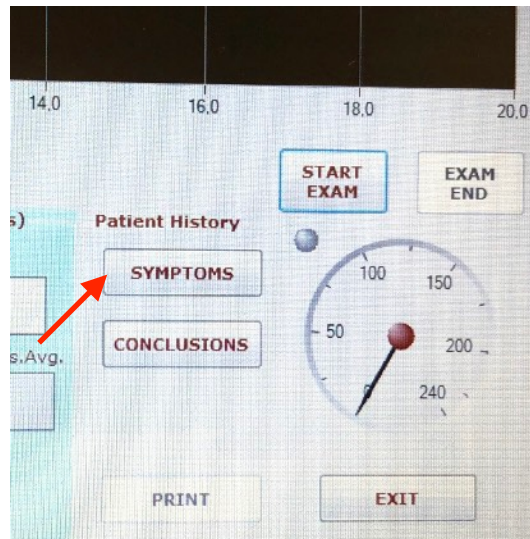 14,0 16,0 18,0 20,0
START
EXAM
EXAM
END
s)
Patient History
SYMPTOMS
CONCLUSIONS
s.Avg.
0
50
100
150
200
240
PRINT
EXIT